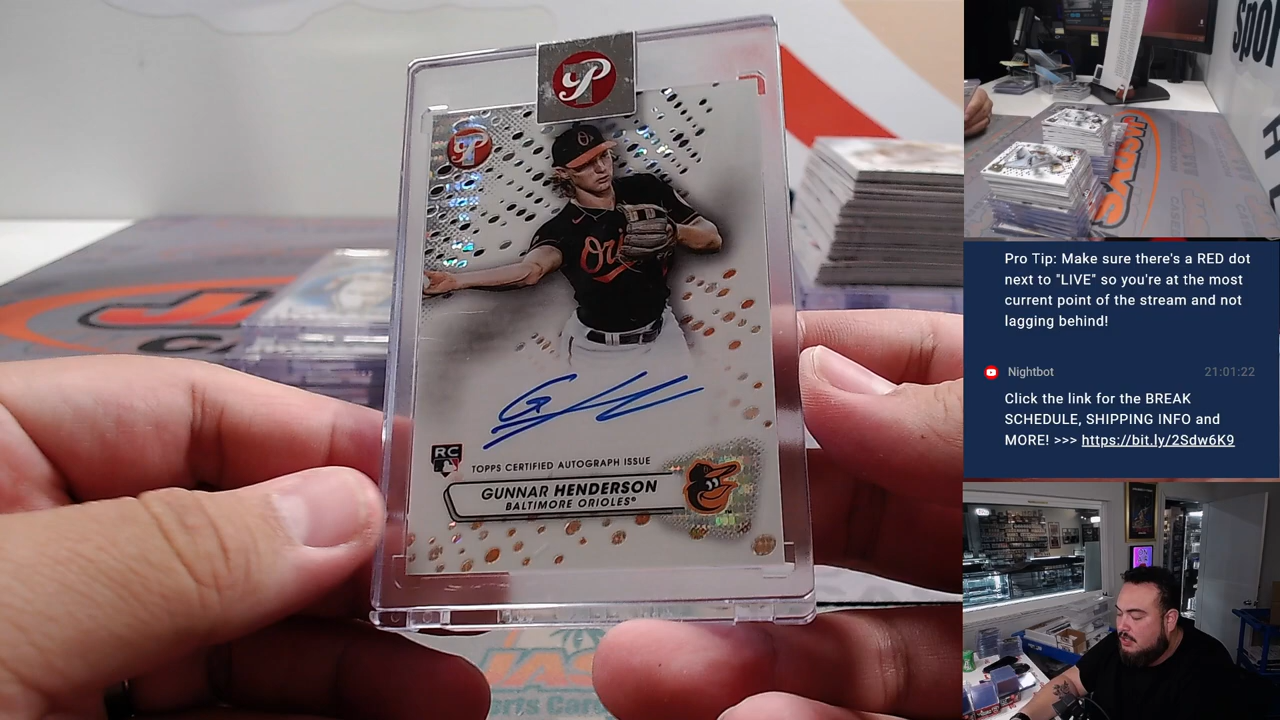 P
P
Ori
RC
TOPPS CERTIFIED AUTOGRAPH ISSUE
GUNNAR HENDERSON
BALTIMORE ORIOLES®
Pro Tip: Make sure there's a RED dot
next to "LIVE" so you're at the most
current point of the stream and not
lagging behind!
Nightbot 21:01:22
Click the link for the BREAK
SCHEDULE, SHIPPING INFO and
MORE! >>> https://bit.ly/2Sdw6K9